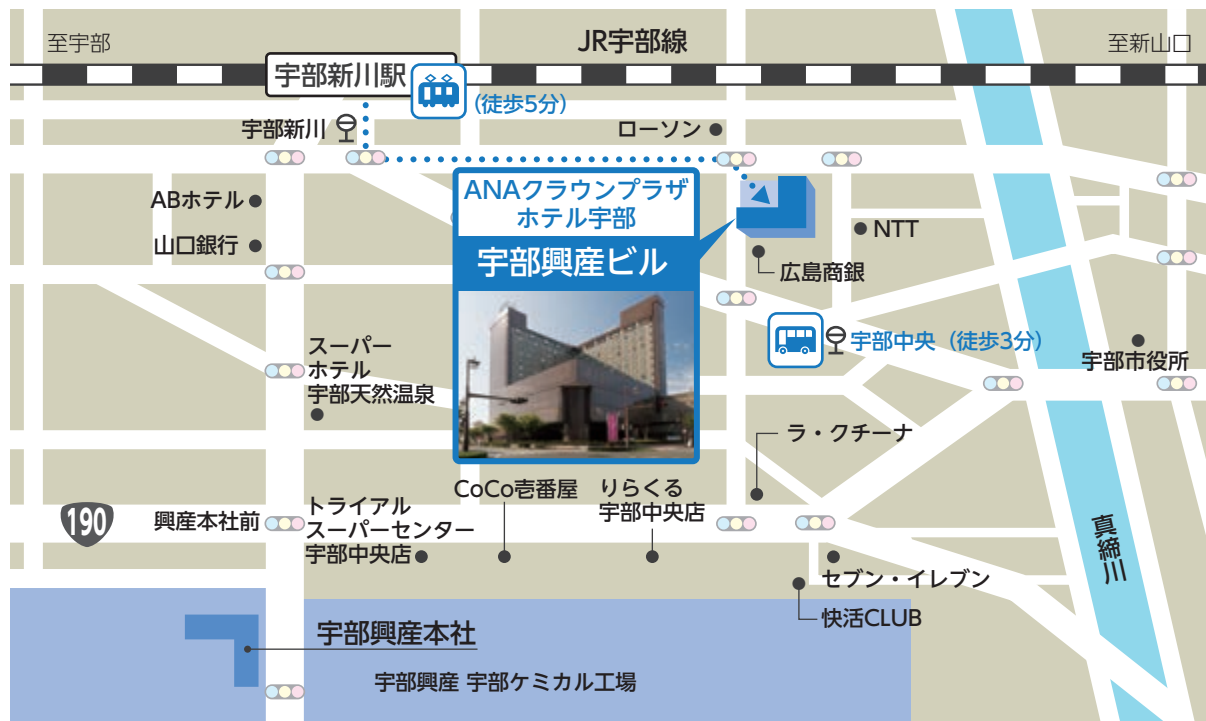 至宇部
JR宇部線
至新山口
宇部新川駅
(徒歩5分)
宇部新川
ローソン
ABホテル
山口銀行
ANAクラウンプラザ
ホテル宇部
宇部興産ビル
NTT
広島商銀
宇部中央（徒歩3分）
宇部市役所
スーパー
ホテル
宇部天然温泉
ラ・クチーナ
CoCo壱番屋
りらくる
宇部中央店
190
興産本社前
トライアル
スーパーセンター
宇部中央店
真締川
セブン・イレブン
快活CLUB
宇部興産本社
宇部興産 宇部ケミカル工場